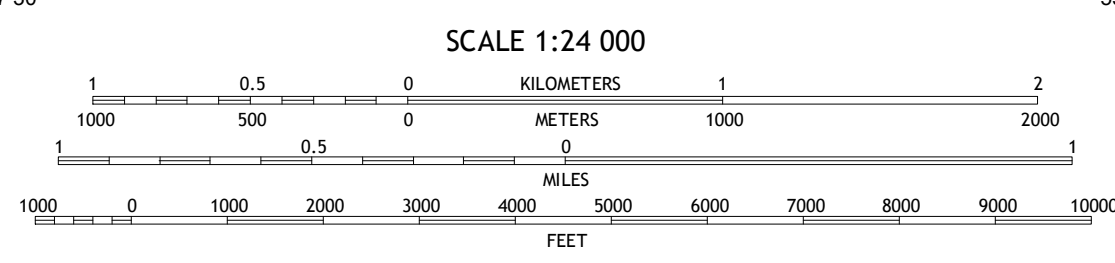 SCALE 1:24 000
1 0.5 0 KILOMETERS 1 2
1000 500 0 METERS 1000 2000
1 0.5 0 1
MILES
1000 0 1000 2000 3000 4000 5000 6000 7000 8000 9000 10000
FEET